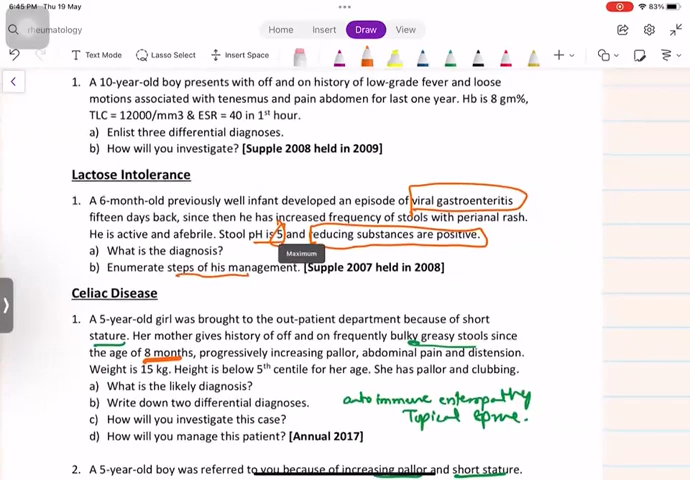 6:45 PM Thu 19 May
83%
rheumatology
Home Insert Draw View
Text Mode Lasso Select Insert Space
1. A 10-year-old boy presents with off and on history of low-grade fever and loose
motions associated with tenesmus and pain abdomen for last one year. Hb is 8 gm%,
TLC = 12000/mm3 & ESR = 40 in 1st hour.
a) Enlist three differential diagnoses.
b) How will you investigate? [Supple 2008 held in 2009]
Lactose Intolerance
1. A 6-month-old previously well infant developed an episode of viral gastroenteritis
fifteen days back, since then he has increased frequency of stools with perianal rash.
He is active and afebrile. Stool pH is 5 and reducing substances are positive.
Maximum
a) What is the diagnosis?
b) Enumerate steps of his management. [Supple 2007 held in 2008]
Celiac Disease
1. A 5-year-old girl was brought to the out-patient department because of short
stature. Her mother gives history of off and on frequently bulky greasy stools since
the age of 8 months, progressively increasing pallor, abdominal pain and distension.
Weight is 15 kg. Height is below 5th centile for her age. She has pallor and clubbing.
a) What is the likely diagnosis?
b) Write down two differential diagnoses.
autoimmune enteropathy
c) How will you investigate this case?
Topical
d) How will you manage this patient? [Annual 2017]
2. A 5-year-old boy was referred to you because of increasing pallor and short stature.